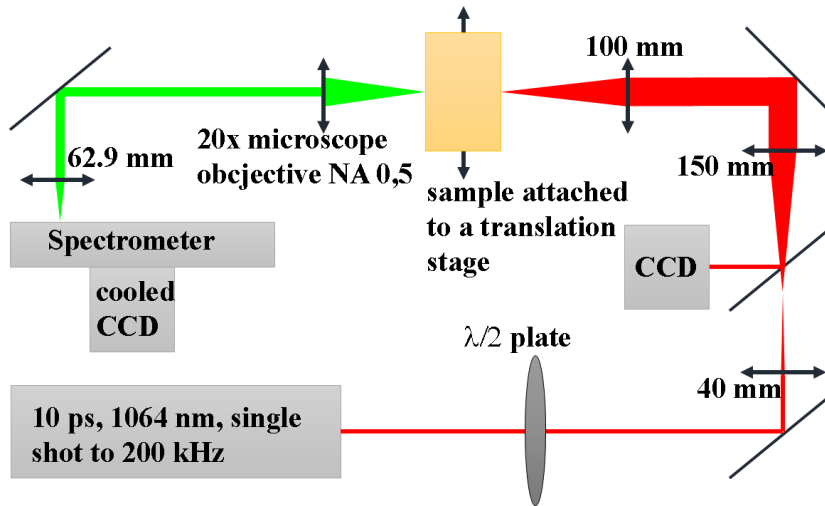 100 mm
20x microscope
obcjective NA 0,5
62.9 mm
150 mm
sample attached
to a translation
stage
Spectrometer
CCD
cooled
CCD
λ/2 plate
40 mm
10 ps, 1064 nm, single
shot to 200 kHz